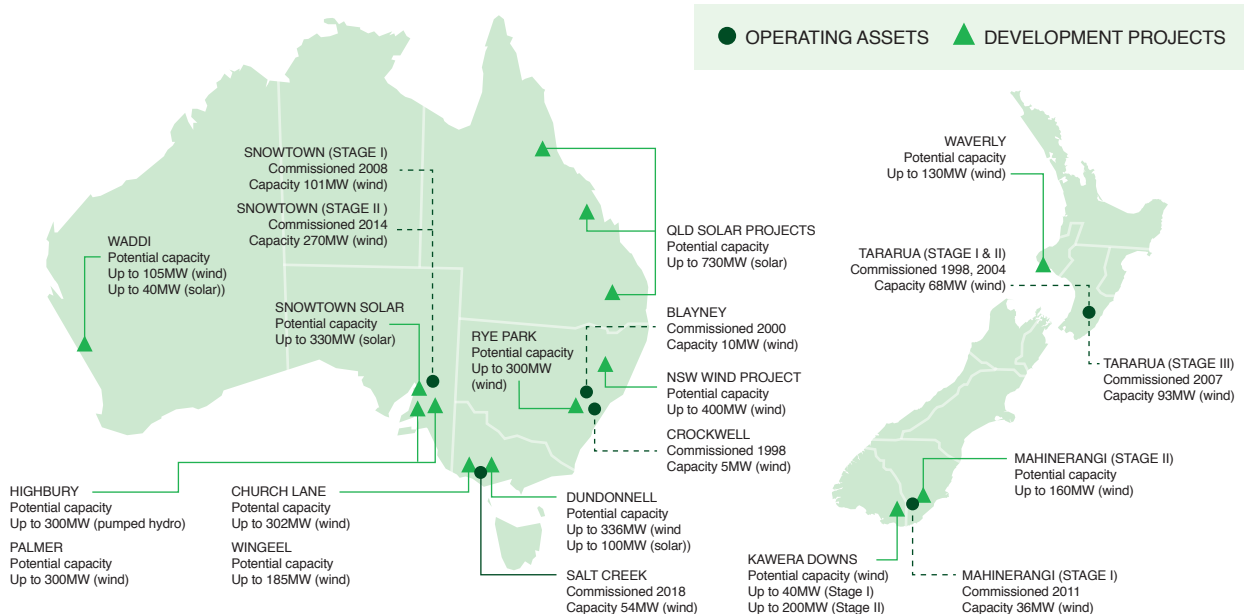 OPERATING ASSETS
DEVELOPMENT PROJECTS
SNOWTOWN (STAGE I)
Commissioned 2008
Capacity 101MW (wind)
SNOWTOWN (STAGE II )
Commissioned 2014
Capacity 270MW (wind)
WADDI
Potential capacity
Up to 105MW (wind)
Up to 40MW (solar))
SNOWTOWN SOLAR
Potential capacity
Up to 330MW (solar)
RYE PARK
Potential capacity
Up to 300MW
(wind)
QLD SOLAR PROJECTS
Potential capacity
Up to 730MW (solar)
BLAYNEY
Commissioned 2000
Capacity 10MW (wind)
NSW WIND PROJECT
Potential capacity
Up to 400MW (wind)
CROCKWELL
Commissioned 1998
Capacity 5MW (wind)
HIGHBURY
Potential capacity
Up to 300MW (pumped hydro)
PALMER
Potential capacity
Up to 300MW (wind)
CHURCH LANE
Potential capacity
Up to 302MW (wind)
WINGEEL
Potential capacity
Up to 185MW (wind)
DUNDONNELL
Potential capacity
Up to 336MW (wind
Up to 100MW (solar))
SALT CREEK
Commissioned 2018
Capacity 54MW (wind)
WAVERLY
Potential capacity
Up to 130MW (wind)
TARARUA (STAGE I & II)
Commissioned 1998, 2004
Capacity 68MW (wind)
TARARUA (STAGE III)
Commissioned 2007
Capacity 93MW (wind)
MAHINERANGI (STAGE II)
Potential capacity
Up to 160MW (wind)
KAWERA DOWNS
Potential capacity (wind)
Up to 40MW (Stage I)
Up to 200MW (Stage II)
MAHINERANGI (STAGE I)
Commissioned 2011
Capacity 36MW (wind)